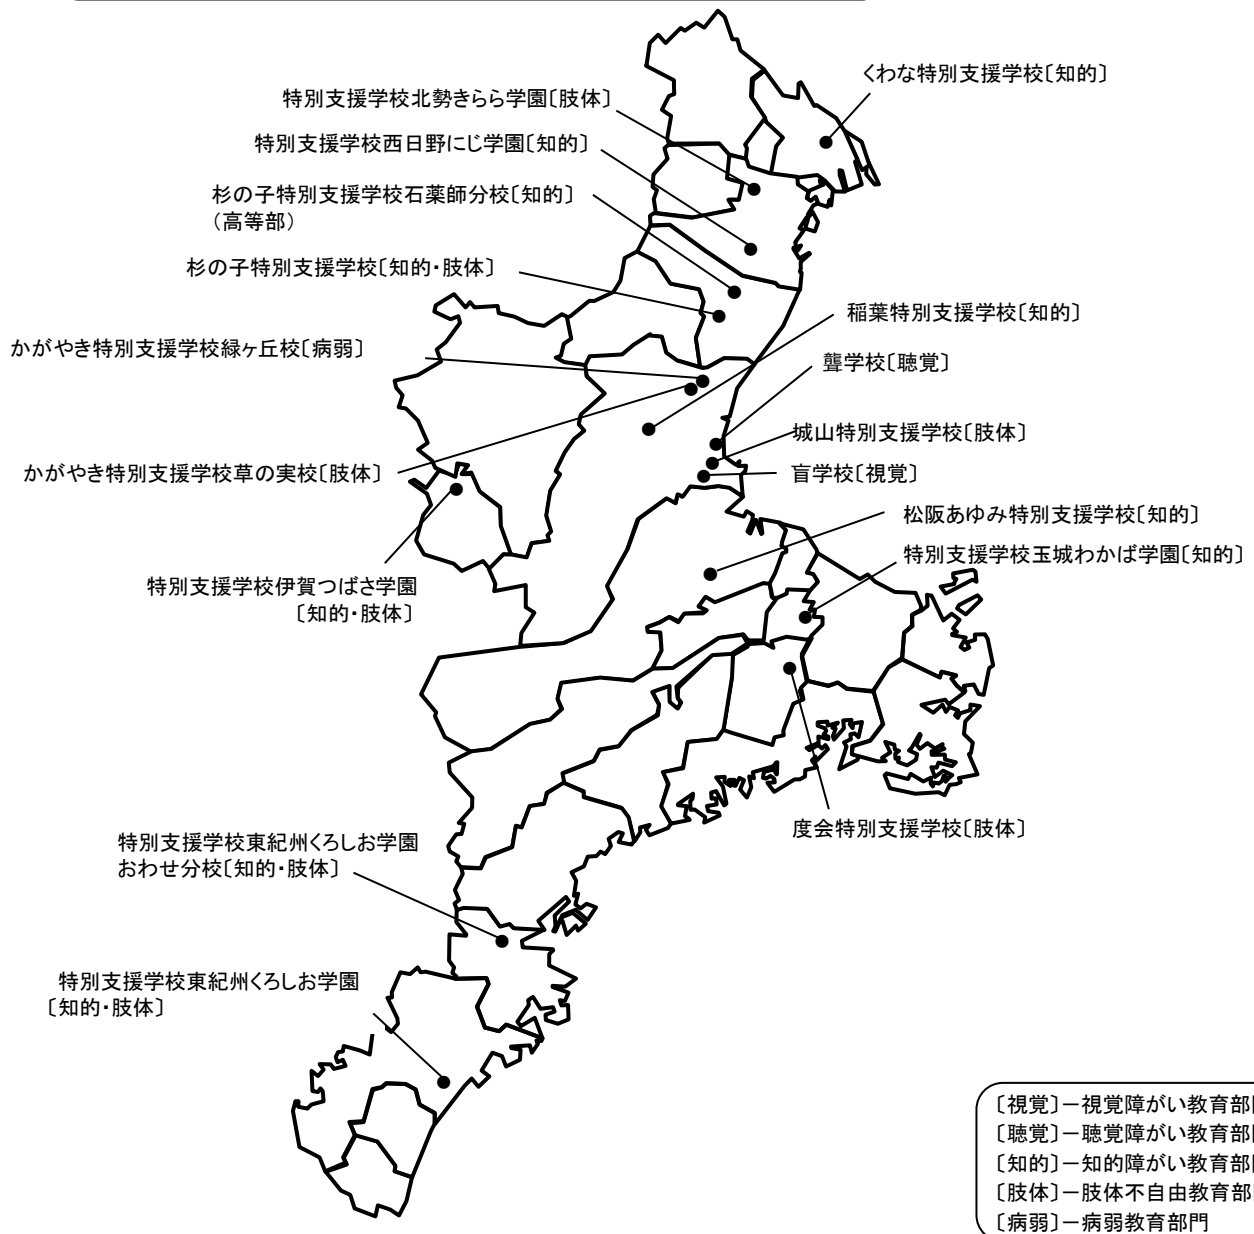 くわな特別支援学校〔知的〕
特別支援学校北勢きらら学園〔肢体〕
特別支援学校西日野にじ学園〔知的〕
杉の子特別支援学校石薬師分校〔知的〕
（高等部）
杉の子特別支援学校〔知的・肢体〕
稲葉特別支援学校〔知的〕
かがやき特別支援学校緑ヶ丘校〔病弱〕
聾学校〔聴覚〕
城山特別支援学校〔肢体〕
かがやき特別支援学校草の実校〔肢体〕
盲学校〔視覚〕
松阪あゆみ特別支援学校〔知的〕
特別支援学校玉城わかば学園〔知的〕
特別支援学校伊賀つばさ学園
〔知的・肢体〕
度会特別支援学校〔肢体〕
特別支援学校東紀州くろしお学園
おわせ分校〔知的・肢体〕
特別支援学校東紀州くろしお学園
〔知的・肢体〕
〔視覚〕－視覚障がい教育部
〔聴覚〕－聴覚障がい教育部
〔知的〕－知的障がい教育部
〔肢体〕－肢体不自由教育部
〔病弱〕－病弱教育部門